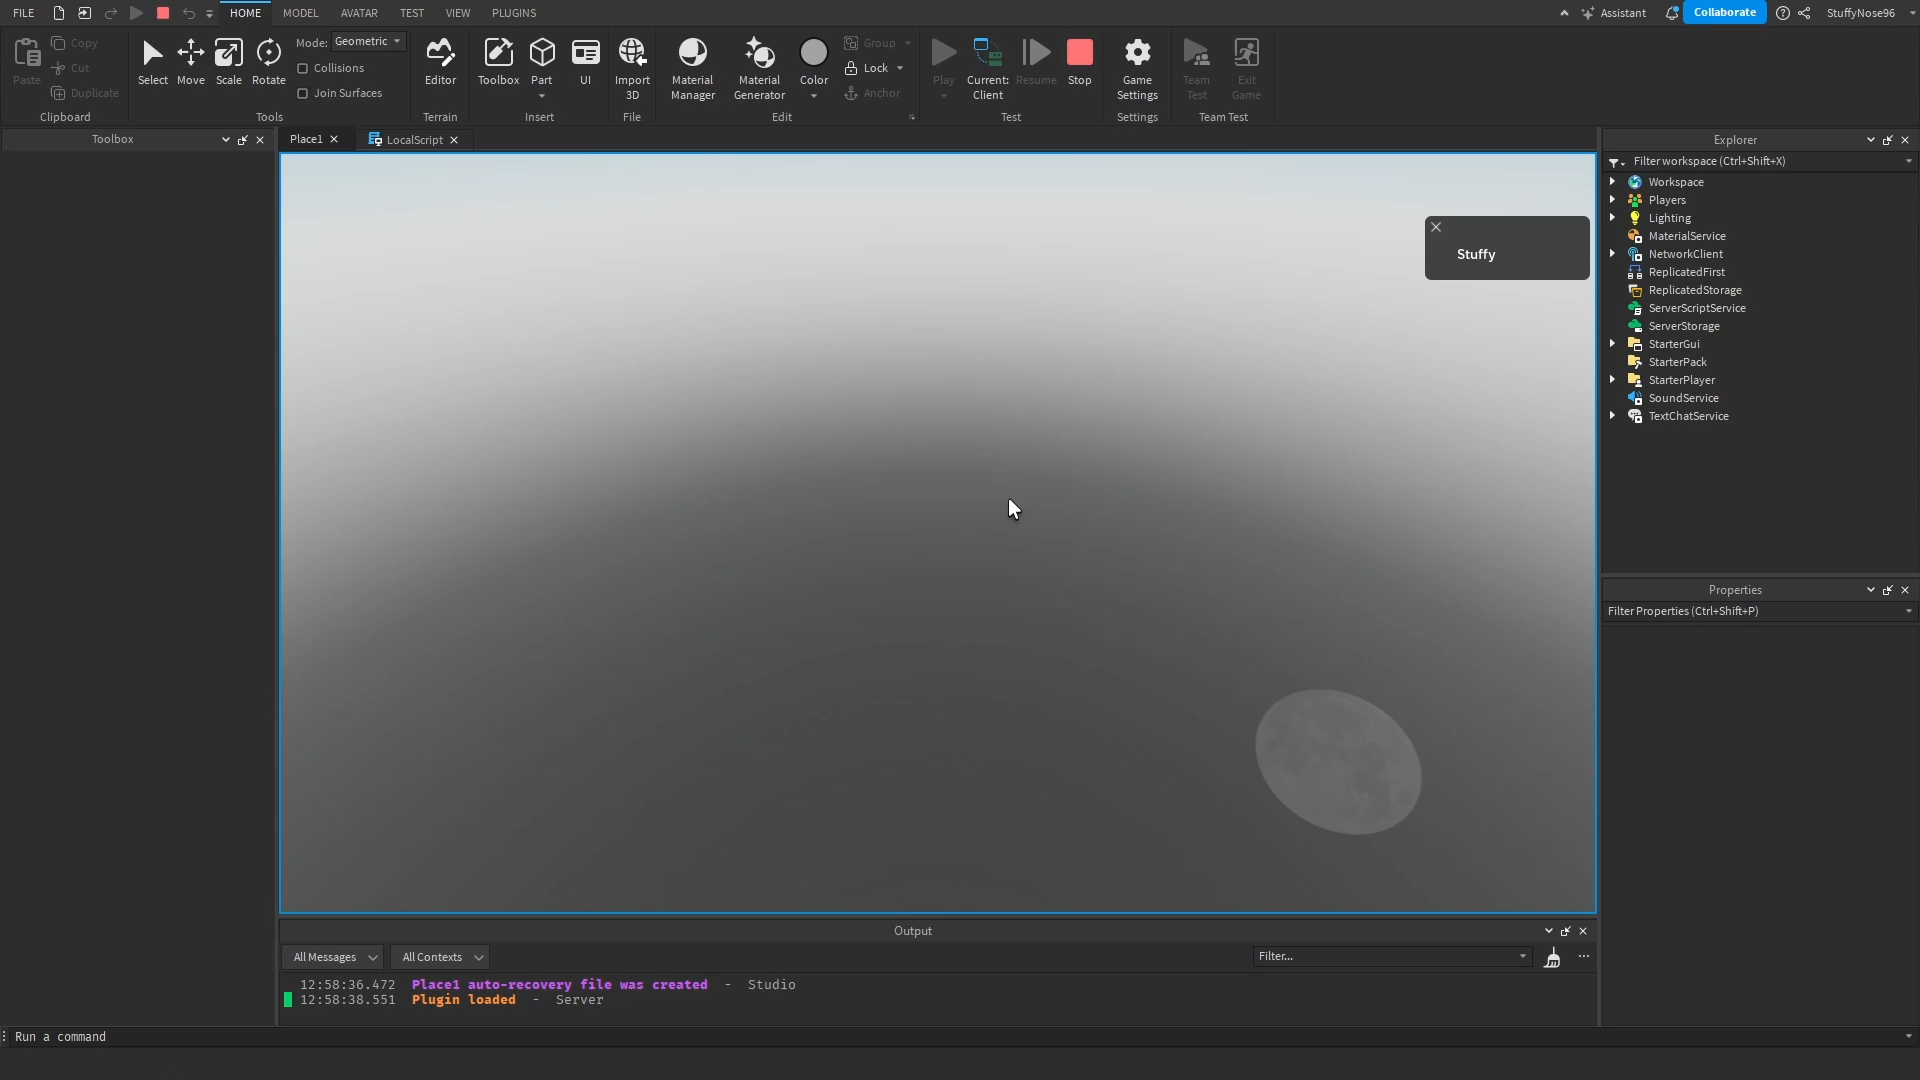 FILE HOME MODEL AVATAR TEST VIEW PLUGINS Assistant Collaborate StuffyNose96
Paste Copy Cut Duplicate
Clipboard
Select Move Scale Rotate Mode: Geometric Collisions Join Surfaces
Tools
Editor
Terrain
Toolbox Part UI
Insert
Import 3D
File
Material Manager Material Generator Color Group Lock Anchor
Edit
Play Current: Client Resume Stop
Test
Game Settings
Settings
Team Test Exit Game
Team Test
Toolbox
Place1 LocalScript
Stuffy
Explorer
Filter workspace (Ctrl+Shift+X)
Workspace
Players
Lighting
MaterialService
NetworkClient
ReplicatedFirst
ReplicatedStorage
ServerScriptService
ServerStorage
StarterGui
StarterPack
StarterPlayer
SoundService
TextChatService
Properties
Filter Properties (Ctrl+Shift+P)
Output
All Messages All Contexts Filter... ...
12:58:36.472 Place1 auto-recovery file was created - Studio
12:58:38.551 Plugin loaded - Server
Run a command